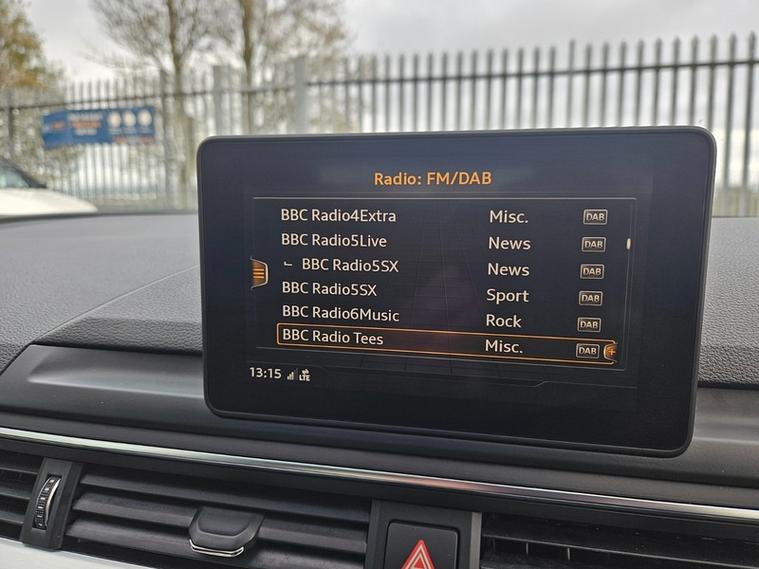 Radio: FM/DAB
BBC Radio4Extra Misc. DAB
BBC Radio5Live News DAB
BBC Radio5SX News DAB
BBC Radio5SX Sport DAB
BBC Radio6Music Rock DAB
BBC Radio Tees Misc. DAB
13:15 LTE